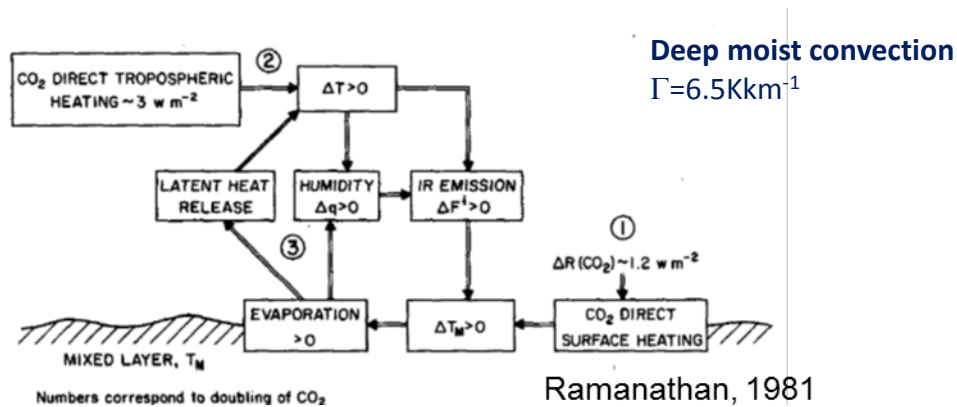 Deep moist convection
Γ=6.5Kkm⁻¹
②
CO₂ DIRECT TROPOSPHERIC
HEATING ~3 w m⁻²
ΔT>0
LATENT HEAT
RELEASE
HUMIDITY
Δq>0
IR EMISSION
ΔF↓>0
①
③
ΔR(CO₂)~1.2 w m⁻²
EVAPORATION
>0
ΔT_M>0
CO₂ DIRECT
SURFACE HEATING
MIXED LAYER, T_M
Numbers correspond to doubling of CO₂
Ramanathan, 1981